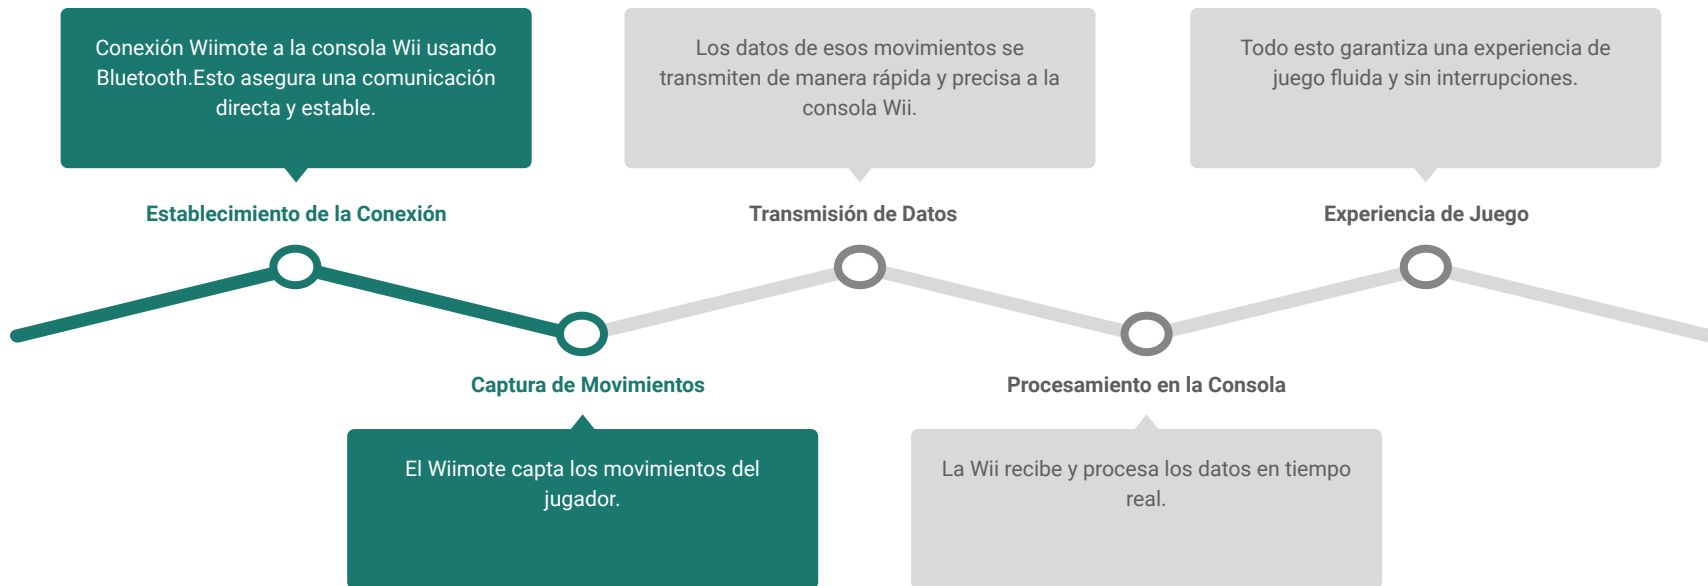 Conexión Wiimote a la consola Wii usando
Bluetooth.Esto asegura una comunicación
directa y estable.
Establecimiento de la Conexión
Captura de Movimientos
El Wiimote capta los movimientos del
jugador.
Los datos de esos movimientos se
transmiten de manera rápida y precisa a la
consola Wii.
Transmisión de Datos
Procesamiento en la Consola
La Wii recibe y procesa los datos en tiempo
real.
Todo esto garantiza una experiencia de
juego fluida y sin interrupciones.
Experiencia de Juego